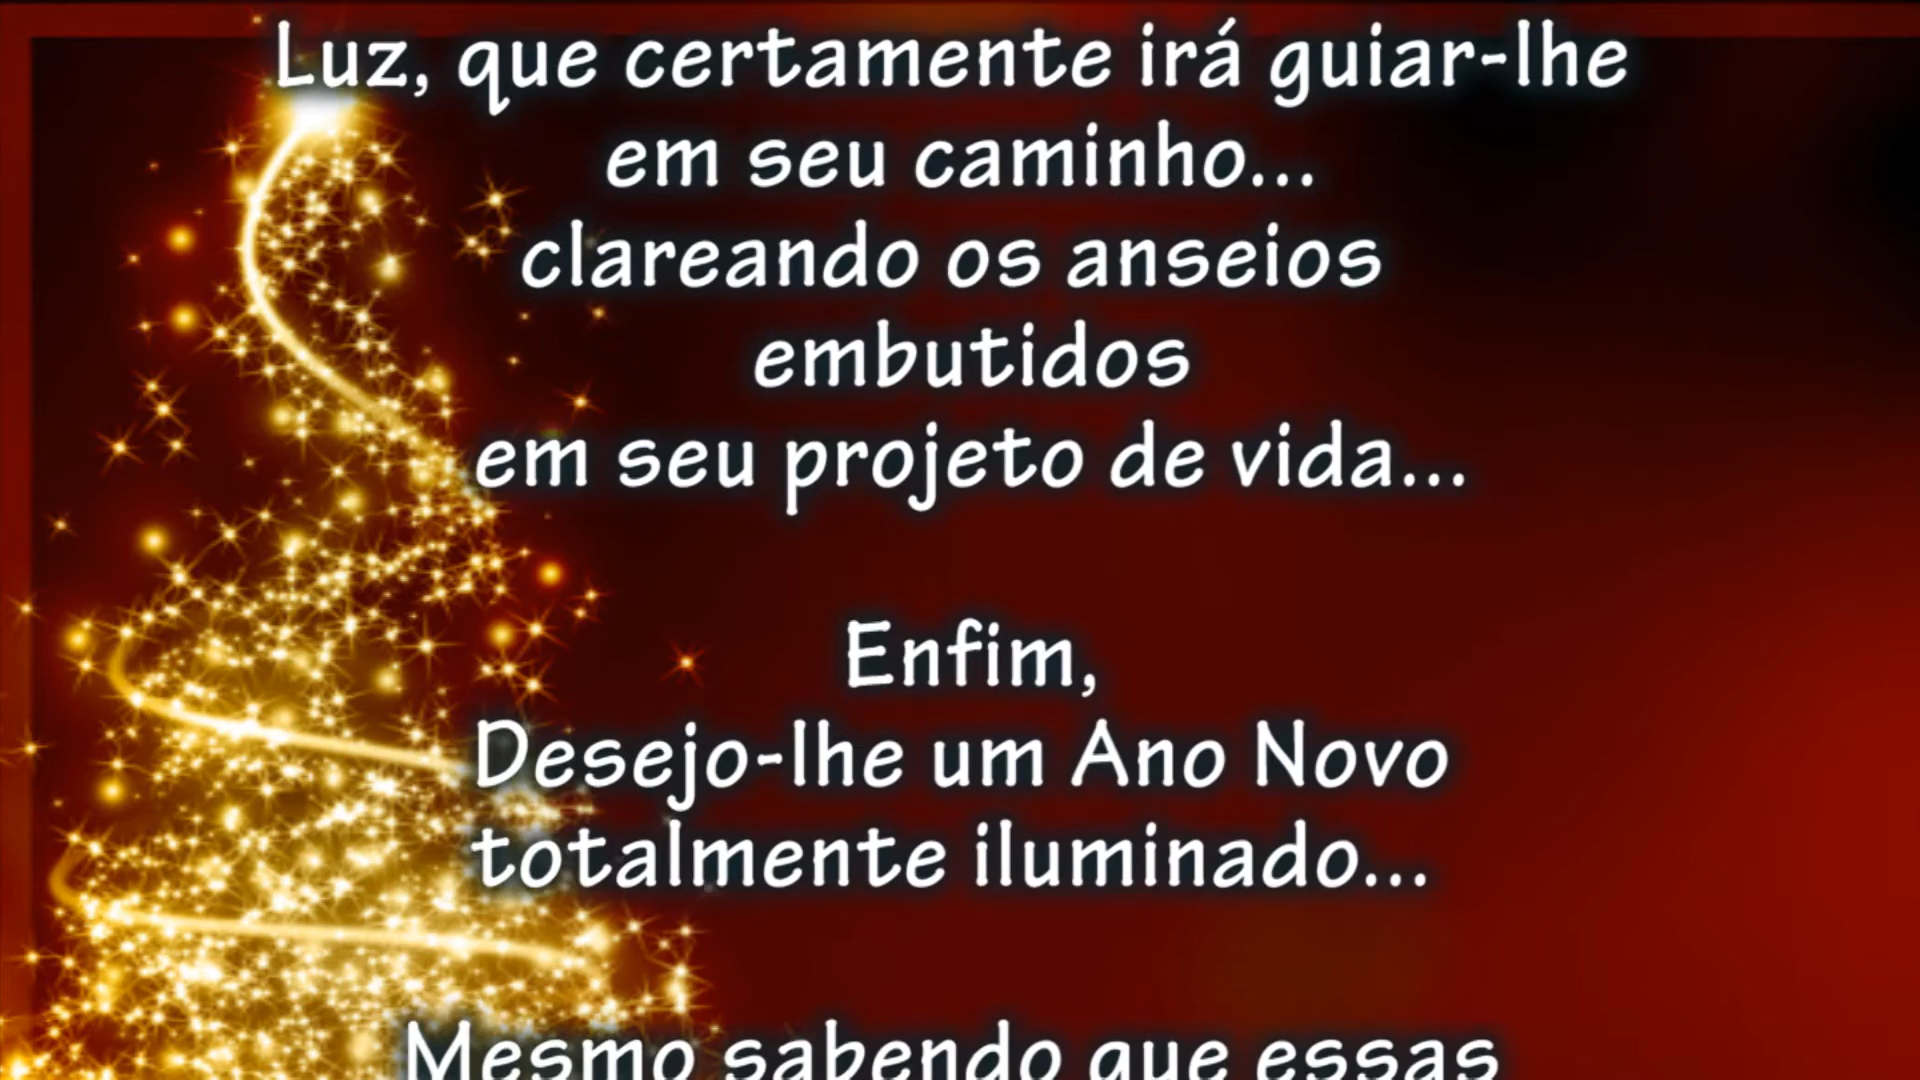 Luz, que certamente irá guiar-lhe
em seu caminho...
clareando os anseios
embutidos
em seu projeto de vida...
Enfim,
Desejo-lhe um Ano Novo
totalmente iluminado...
Mesmo sabendo que essas